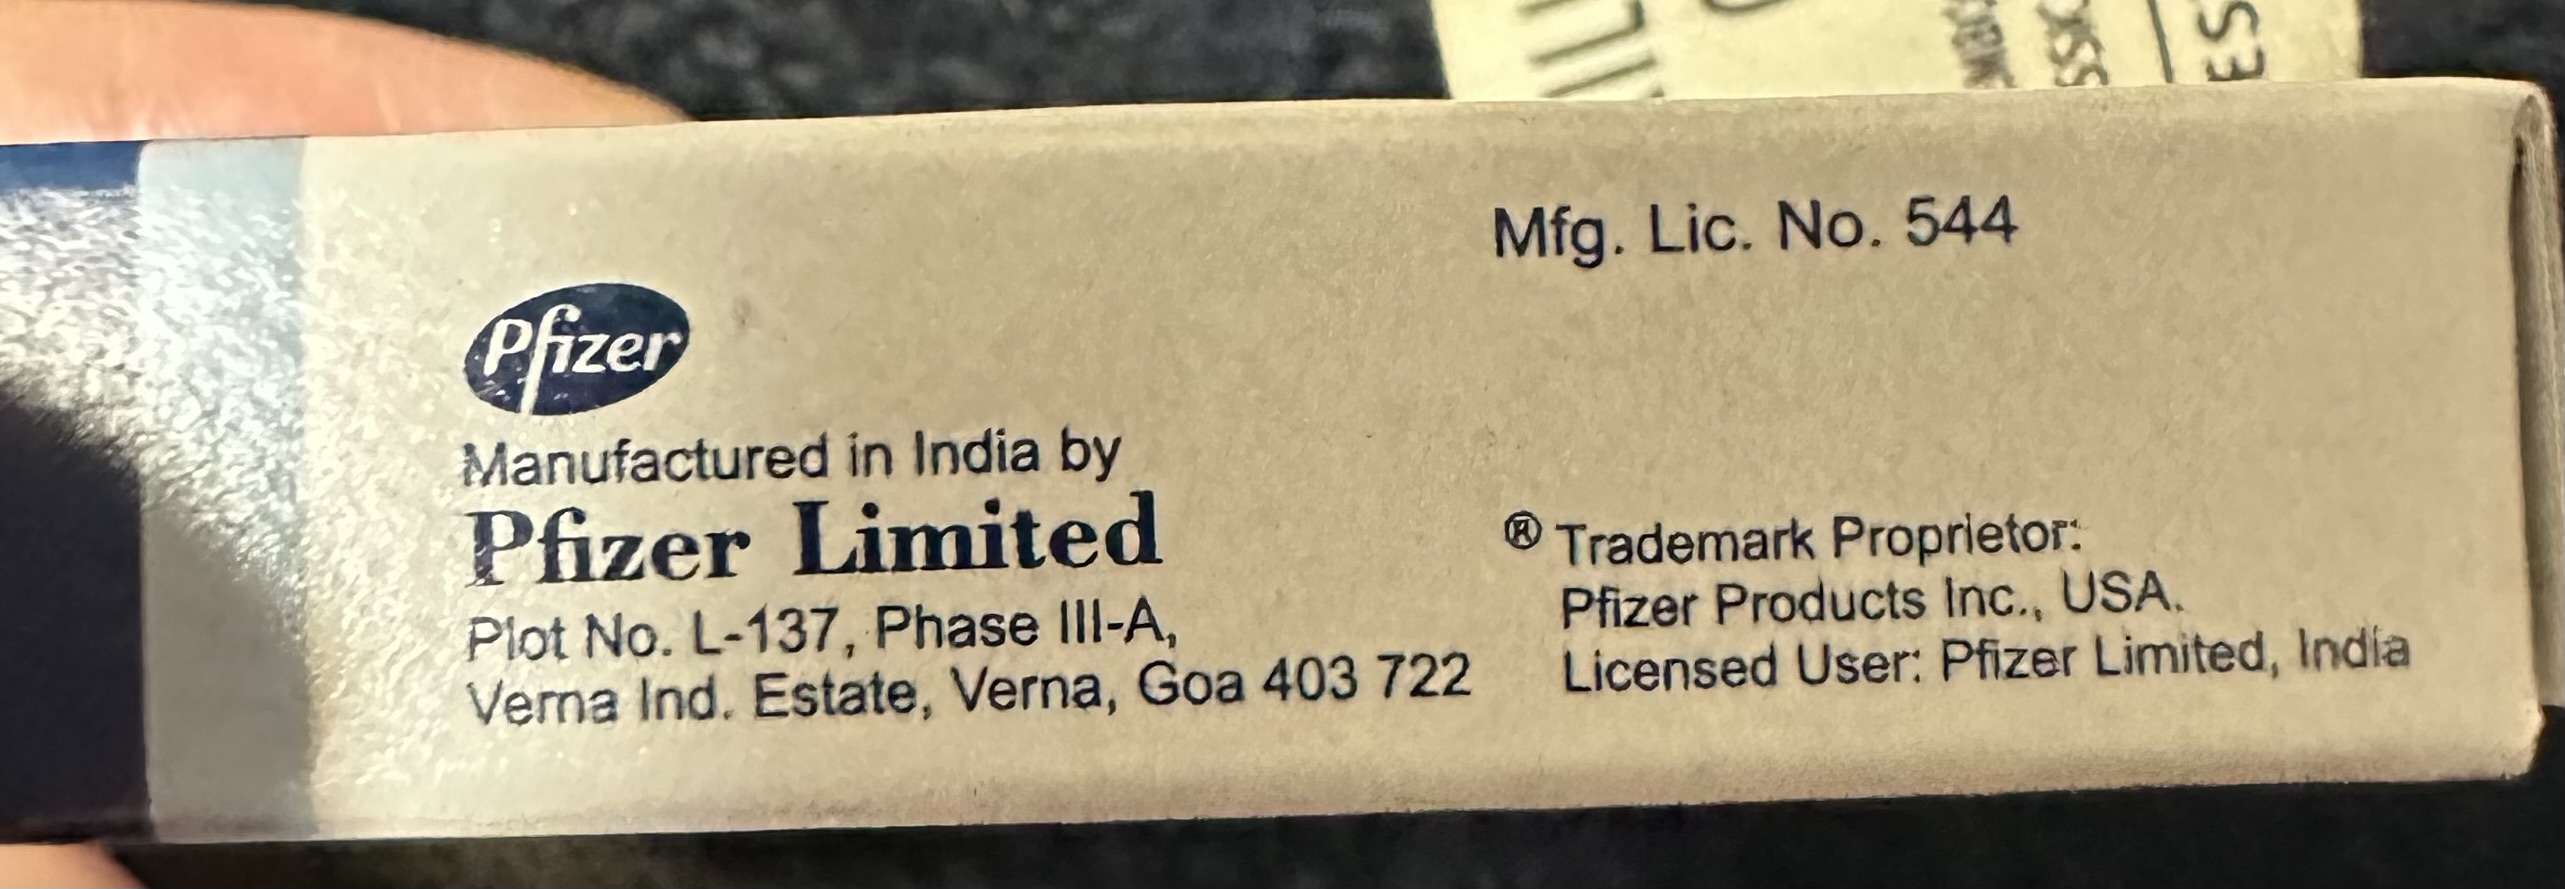 Mfg. Lic. No. 544
Pfizer
Manufactured in India by
Pfizer Limited
Plot No. L-137, Phase III-A,
Verna Ind. Estate, Verna, Goa 403 722
® Trademark Proprietor:
Pfizer Products Inc., USA.
Licensed User: Pfizer Limited, India